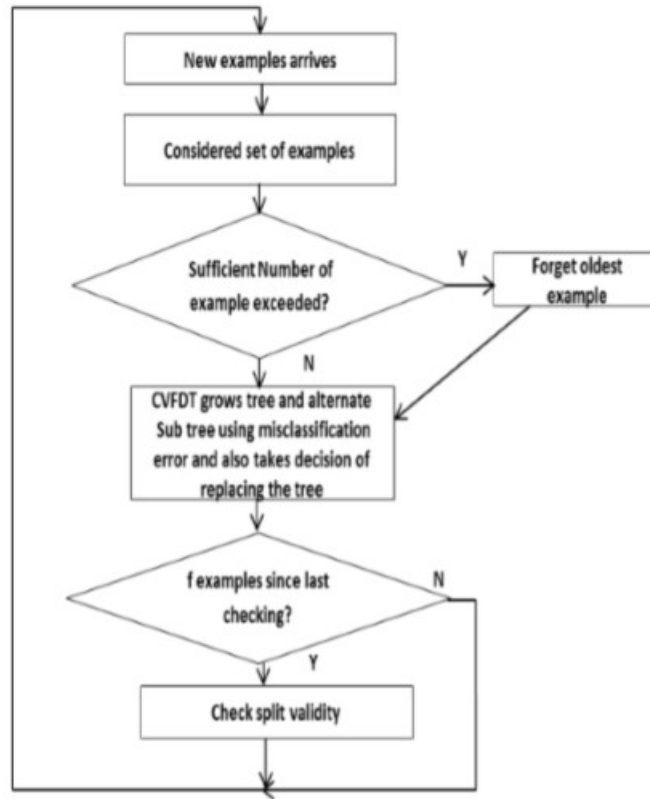 New examples arrives
Considered set of examples
Sufficient Number of
example exceeded?
Y
Forget oldest
example
N
CVFDT grows tree and alternate
Sub tree using misclassification
error and also takes decision of
replacing the tree
f examples since last
checking?
N
Y
Check split validity